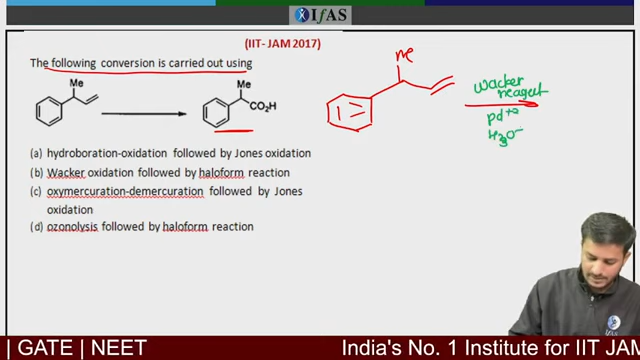 IfAS
(IIT- JAM 2017)
The following conversion is carried out using
Me
Me
CO₂H
(a) hydroboration-oxidation followed by Jones oxidation
(b) Wacker oxidation followed by haloform reaction
(c) oxymercuration-demercuration followed by Jones
oxidation
(d) ozonolysis followed by haloform reaction
me
Wacker
reagent
pd+2
H3O+
| GATE | NEET
India's No. 1 Institute for IIT JAM